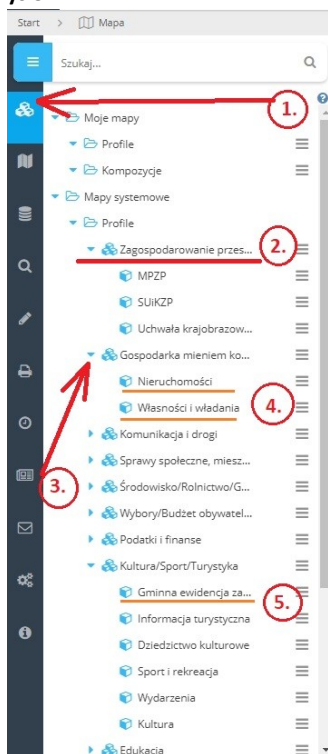 Start > Mapa
Szukaj...
1.
Moje mapy
Profile
Kompozycje
Mapy systemowe
Profile
Zagospodarowanie przes...
2.
MPZP
SUiKZP
Uchwała krajobrazow...
Gospodarka mieniem ko...
Nieruchomości
Własności i władania
4.
Komunikacja i drogi
Sprawy społeczne, miesz...
3.
Środowisko/Rolnictwo/G...
Wybory/Budżet obywatel...
Podatki i finanse
Kultura/Sport/Turystyka
Gminna ewidencja za...
5.
Informacja turystyczna
Dziedzictwo kulturowe
Sport i rekreacja
Wydarzenia
Kultura
Edukacja